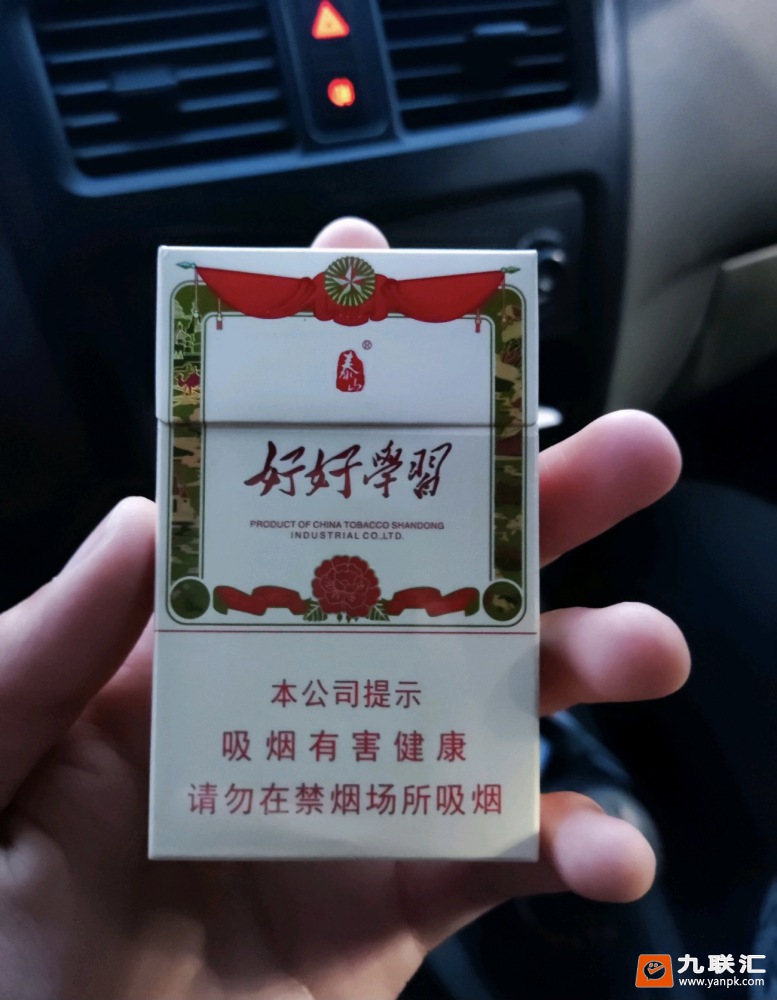 泰山
®
好好學習
PRODUCT OF CHINA TOBACCO SHANDONG
INDUSTRIAL CO.,LTD.
本公司提示
吸烟有害健康
请勿在禁烟场所吸烟
九联汇
www.yanpk.com